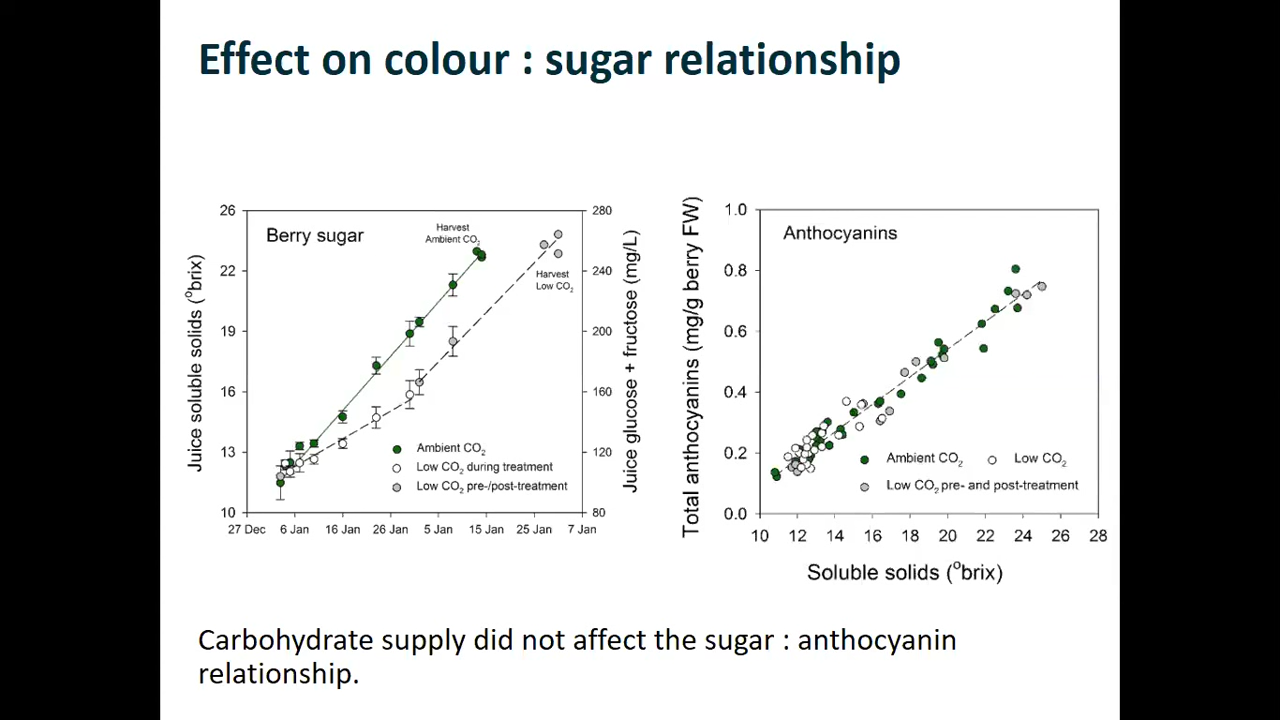 Effect on colour : sugar relationship
Berry sugar
Harvest
Ambient CO2
Harvest
Low CO2
Ambient CO2
Low CO2 during treatment
Low CO2 pre-/post-treatment
Juice soluble solids (°brix)
26
22
19
16
13
10
27 Dec 6 Jan 16 Jan 26 Jan 5 Jan 15 Jan 25 Jan 7 Jan
280
240
200
160
120
80
Juice glucose + fructose (mg/L)
Anthocyanins
Total anthocyanins (mg/g berry FW)
1.0
0.8
0.6
0.4
0.2
0.0
Ambient CO2 Low CO2
Low CO2 pre- and post-treatment
10 12 14 16 18 20 22 24 26 28
Soluble solids (°brix)
Carbohydrate supply did not affect the sugar : anthocyanin
relationship.